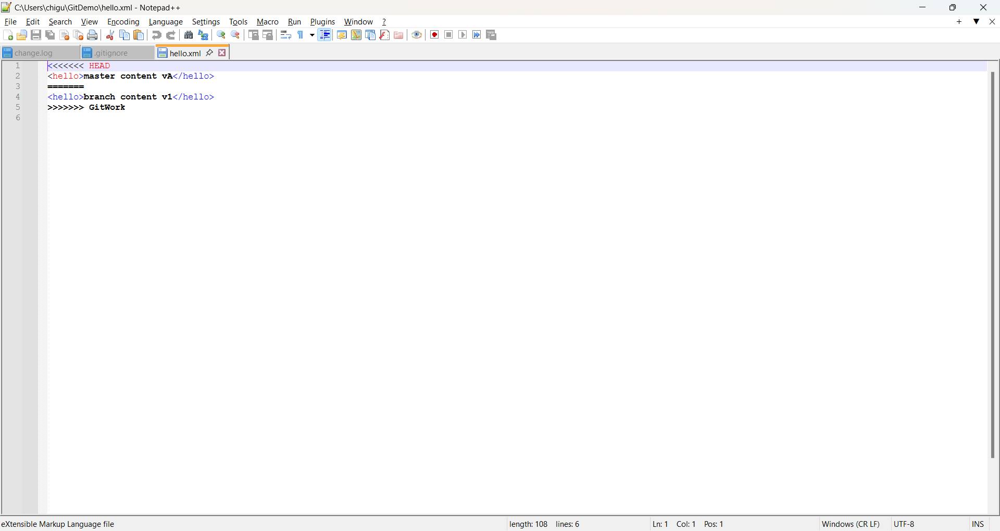 C:\Users\chigu\GitDemo\hello.xml - Notepad++
File Edit Search View Encoding Language Settings Tools Macro Run Plugins Window ?
change.log .gitignore hello.xml
1 <<<<<<< HEAD
2 <hello>master content vA</hello>
3 =======
4 <hello>branch content v1</hello>
5 >>>>>>> GitWork
6
eXtensible Markup Language file length: 108 lines: 6 Ln: 1 Col: 1 Pos: 1 Windows (CR LF) UTF-8 INS